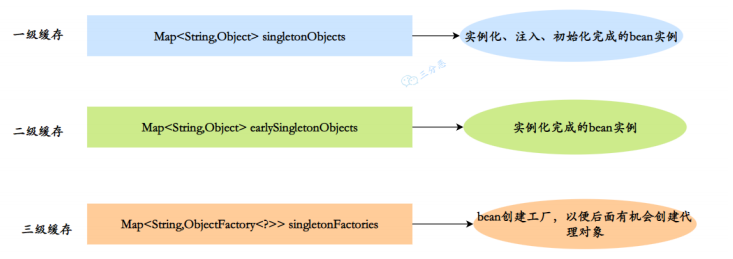 一级缓存
Map<String,Object> singletonObjects
实例化、注入、初始化完成的bean实例
三分恶
二级缓存
Map<String,Object> earlySingletonObjects
实例化完成的bean实例
三级缓存
Map<String,ObjectFactory<?>> singletonFactories
bean创建工厂，以便后面有机会创建代
理对象